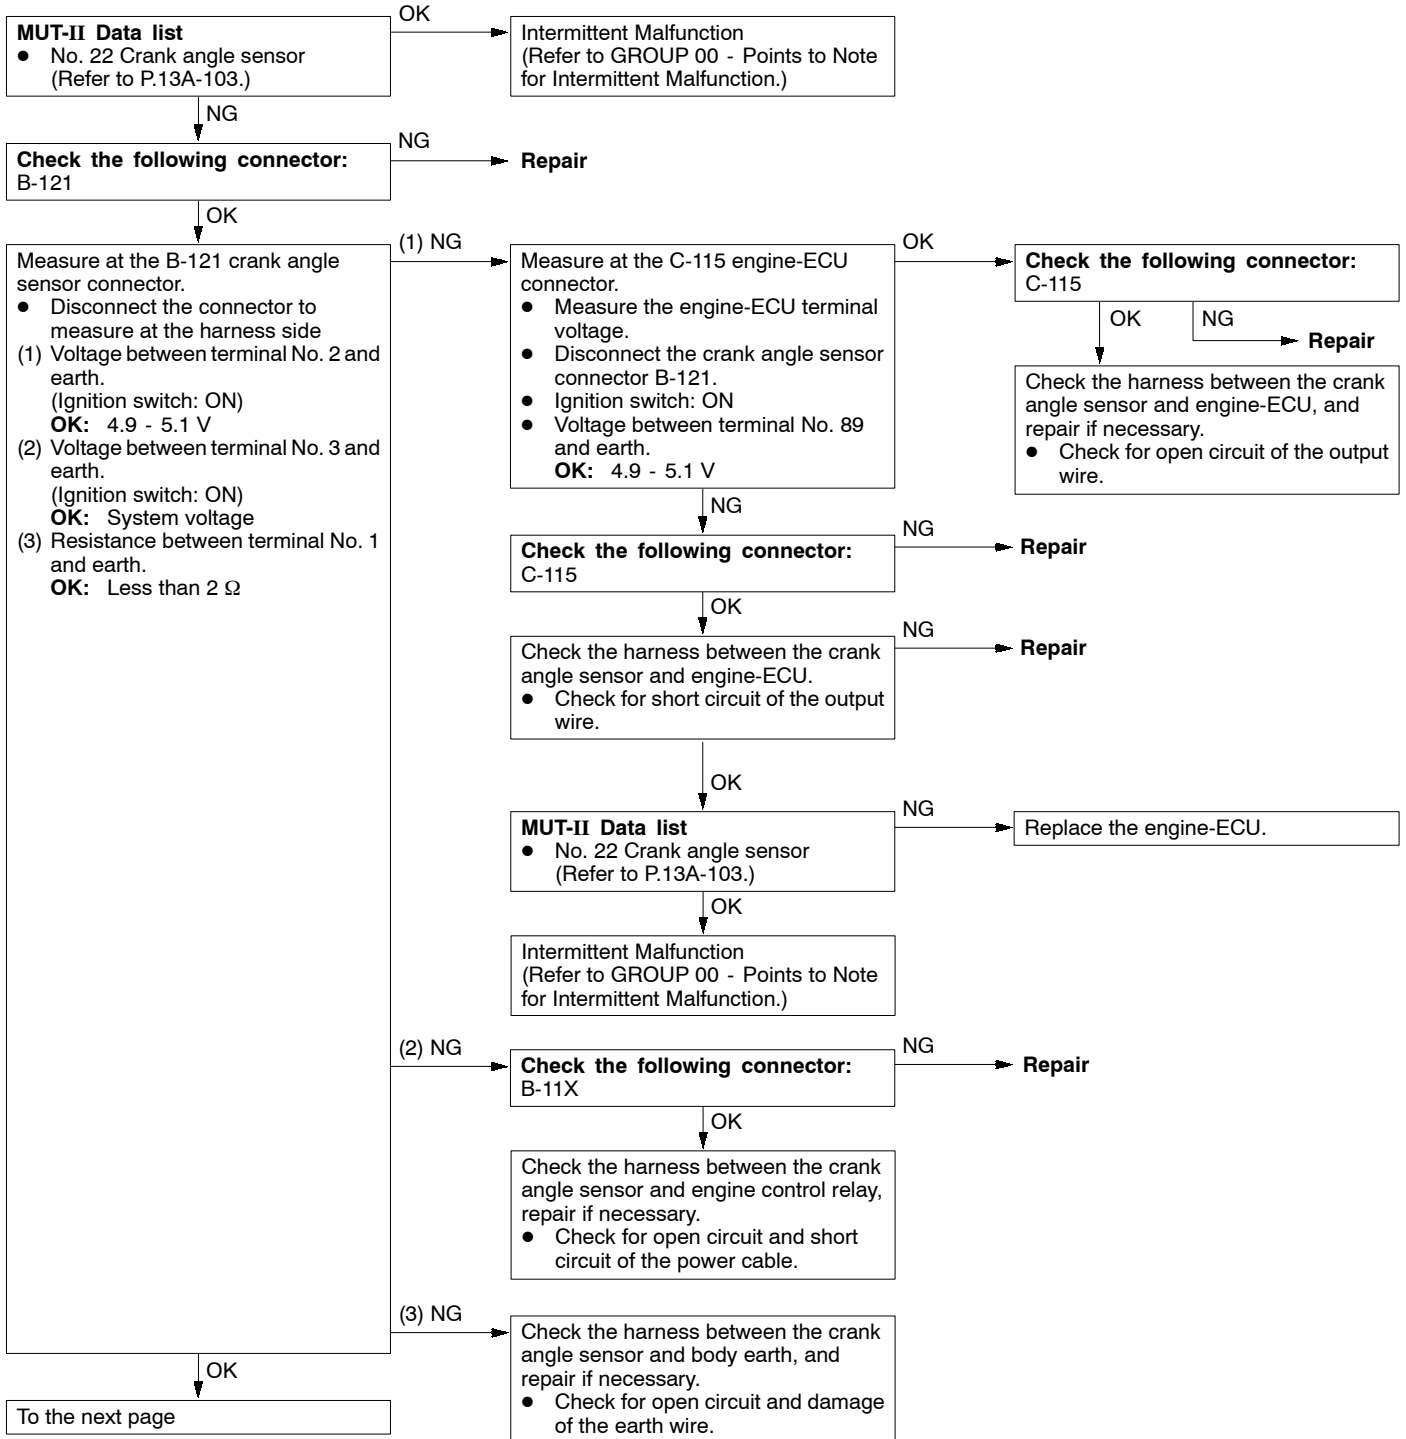 MUT-II Data list
● No. 22 Crank angle sensor
(Refer to P.13A-103.)
OK
Intermittent Malfunction
(Refer to GROUP 00 - Points to Note
for Intermittent Malfunction.)
NG
Check the following connector:
B-121
NG
Repair
OK
Measure at the B-121 crank angle
sensor connector.
● Disconnect the connector to
measure at the harness side
(1) Voltage between terminal No. 2 and
earth.
(Ignition switch: ON)
OK: 4.9 - 5.1 V
(2) Voltage between terminal No. 3 and
earth.
(Ignition switch: ON)
OK: System voltage
(3) Resistance between terminal No. 1
and earth.
OK: Less than 2 Ω
(1) NG
Measure at the C-115 engine-ECU
connector.
● Measure the engine-ECU terminal
voltage.
● Disconnect the crank angle sensor
connector B-121.
● Ignition switch: ON
● Voltage between terminal No. 89
and earth.
OK: 4.9 - 5.1 V
OK
Check the following connector:
C-115
OK
NG
Repair
Check the harness between the crank
angle sensor and engine-ECU, and
repair if necessary.
● Check for open circuit of the output
wire.
NG
Check the following connector:
C-115
NG
Repair
OK
Check the harness between the crank
angle sensor and engine-ECU.
● Check for short circuit of the output
wire.
NG
Repair
OK
MUT-II Data list
● No. 22 Crank angle sensor
(Refer to P.13A-103.)
NG
Replace the engine-ECU.
OK
Intermittent Malfunction
(Refer to GROUP 00 - Points to Note
for Intermittent Malfunction.)
(2) NG
Check the following connector:
B-11X
NG
Repair
OK
Check the harness between the crank
angle sensor and engine control relay,
repair if necessary.
● Check for open circuit and short
circuit of the power cable.
(3) NG
Check the harness between the crank
angle sensor and body earth, and
repair if necessary.
● Check for open circuit and damage
of the earth wire.
OK
To the next page